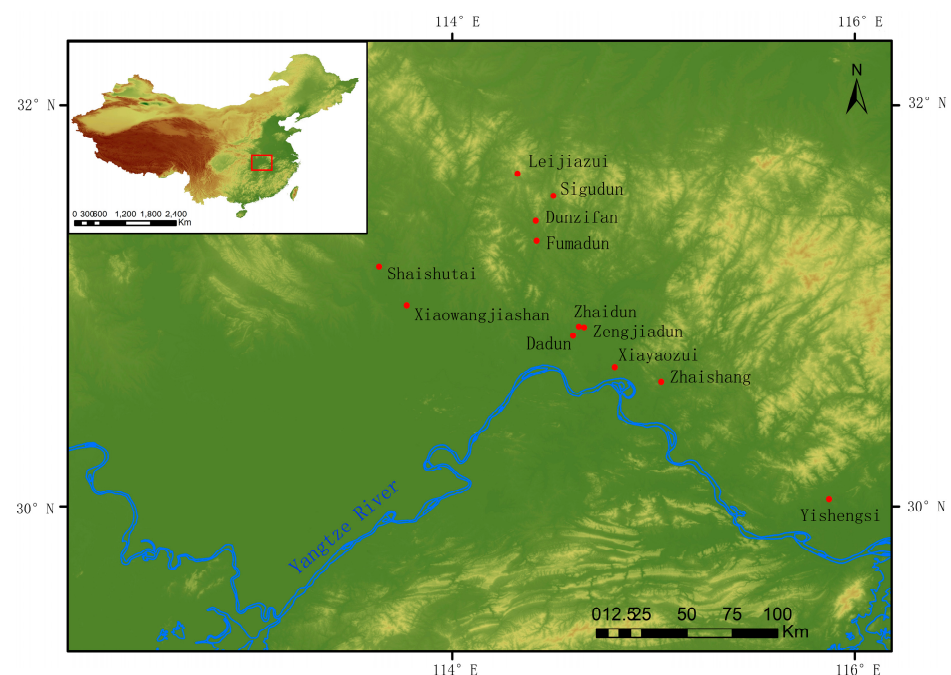 114° E
116° E
32° N
32° N
N
0 300600 1,200 1,800 2,400
Km
Leijiazui
Sigudun
Dunzifan
Fumadun
Shaishutai
Xiaowangjiashan
Zhaidun
Zengjiadun
Dadun
Xiayaozui
Zhaishang
Yangtze River
30° N
30° N
Yishengsi
012.525 50 75 100
Km
114° E
116° E